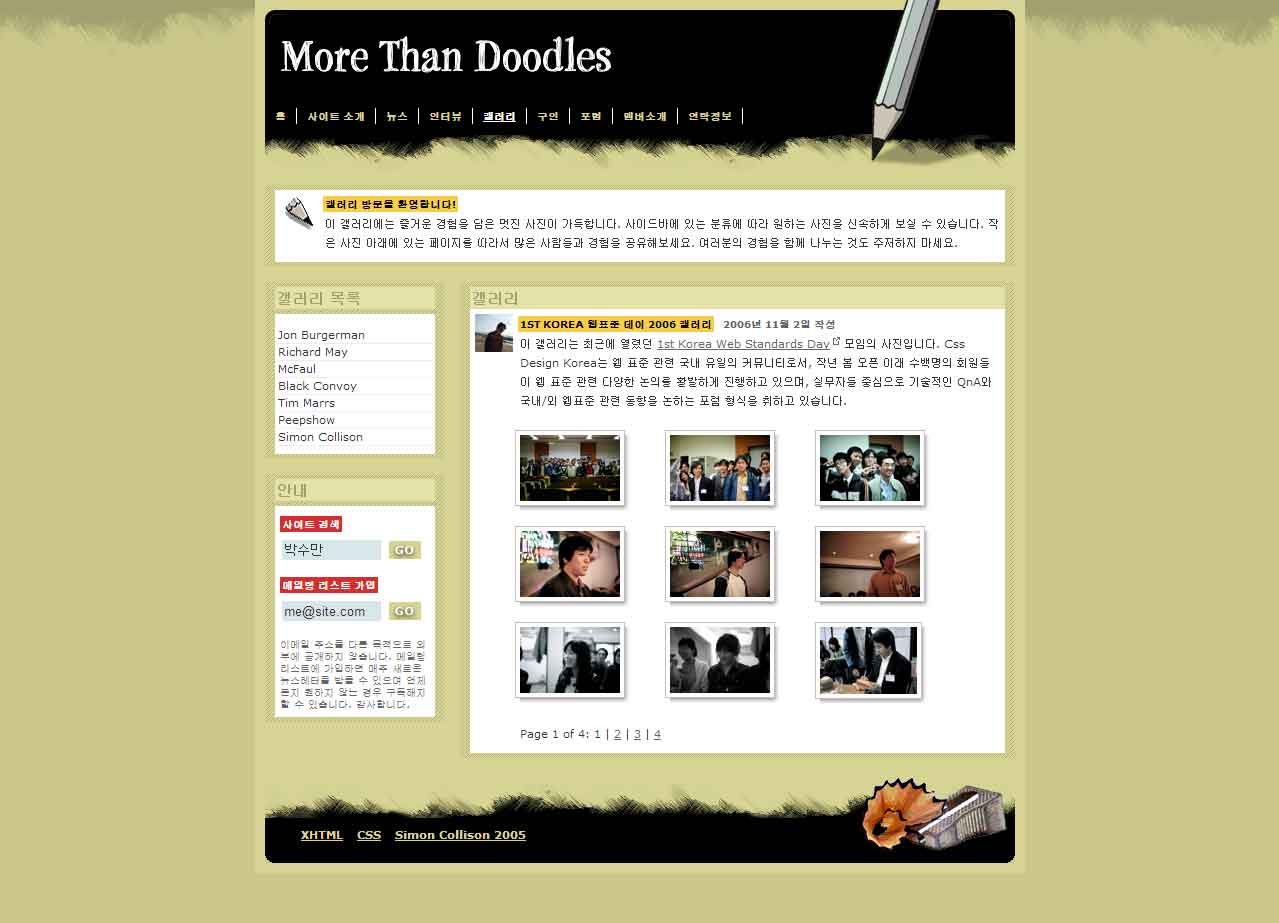 More Than Doodles
홈 사이트 소개 뉴스 인터뷰 갤러리 구인 포럼 멤버소개 연락정보
갤러리 방문을 환영합니다!
이 갤러리에는 즐거운 경험을 담은 멋진 사진이 가득합니다. 사이드바에 있는 분류에 따라 원하는 사진을 신속하게 보실 수 있습니다. 작
은 사진 아래에 있는 페이지를 따라서 많은 사람들과 경험을 공유해보세요. 여러분의 경험을 함께 나누는 것도 주저하지 마세요.
갤러리 목록
Jon Burgerman
Richard May
McFaul
Black Convoy
Tim Marrs
Peepshow
Simon Collison
안내
사이트 검색
박수만 GO
메일링 리스트 가입
me@site.com GO
이메일 주소를 다른 목적으로 외
부에 공개하지 않습니다. 메일링
리스트에 가입하면 매주 새로운
뉴스레터를 받을 수 있으며 언제
든지 원하지 않는 경우 구독해지
할 수 있습니다. 감사합니다.
갤러리
1ST KOREA 웹표준 데이 2006 갤러리 2006년 11월 2일 작성
이 갤러리는 최근에 열렸던 1st Korea Web Standards Day 모임의 사진입니다. Css
Design Korea는 웹 표준 관련 국내 유일의 커뮤니티로서, 작년 봄 오픈 이래 수백명의 회원들
이 웹 표준 관련 다양한 논의를 활발하게 진행하고 있으며, 실무자들 중심으로 기술적인 QnA와
국내/외 웹표준 관련 동향을 논하는 포럼 형식을 취하고 있습니다.
Page 1 of 4: 1 | 2 | 3 | 4
XHTML CSS Simon Collison 2005